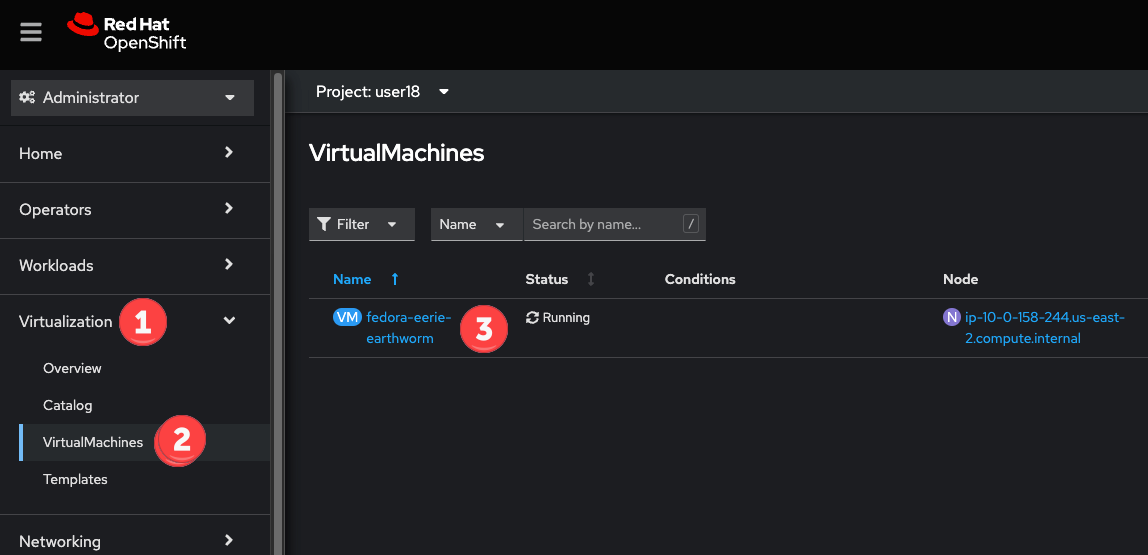 Red Hat
OpenShift
Administrator
Project: user18
Home
Operators
Workloads
Virtualization 1
Overview
Catalog
VirtualMachines 2
Templates
Networking
VirtualMachines
Filter Name Search by name... /
Name Status Conditions Node
VM fedora-eerie- 3 Running N ip-10-0-158-244.us-east-
earthworm 2.compute.internal